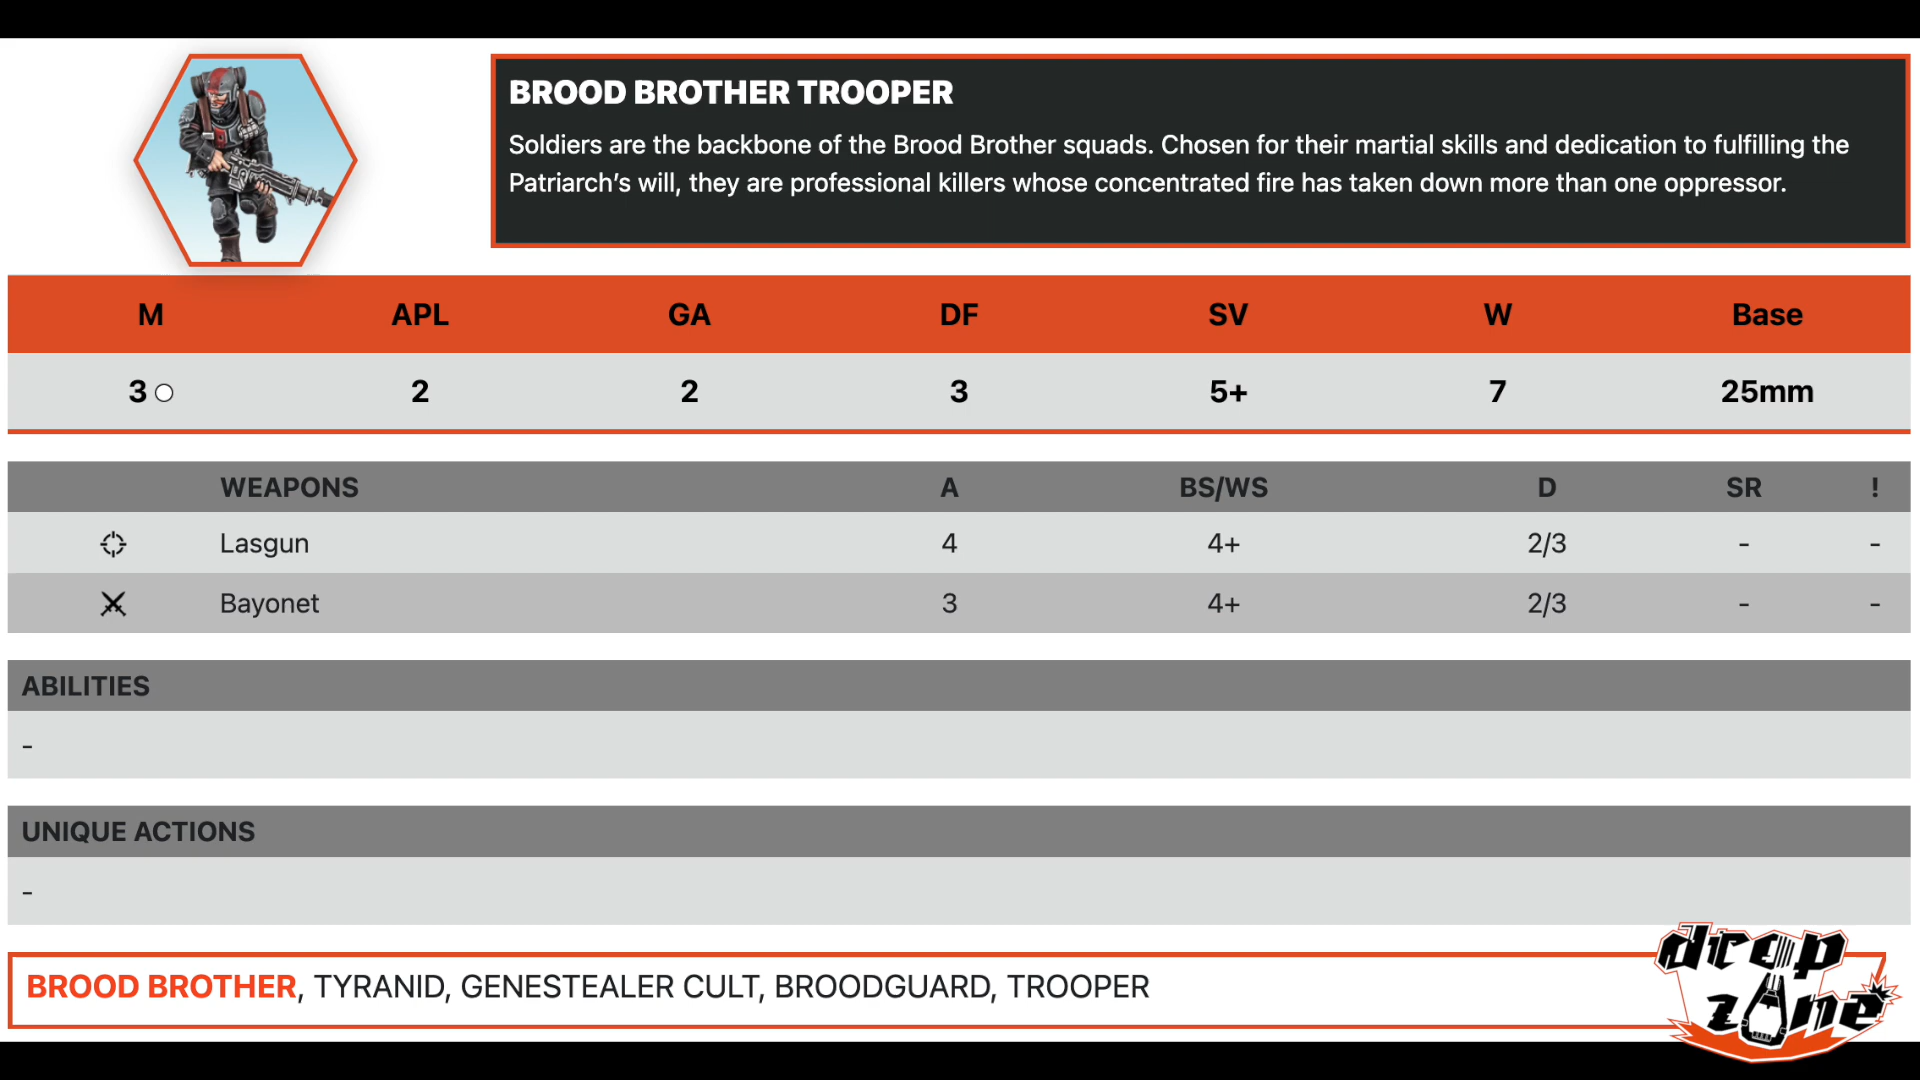 BROOD BROTHER TROOPER
Soldiers are the backbone of the Brood Brother squads. Chosen for their martial skills and dedication to fulfilling the
Patriarch's will, they are professional killers whose concentrated fire has taken down more than one oppressor.
M APL GA DF SV W Base
3 2 2 3 5+ 7 25mm
WEAPONS A BS/WS D SR !
Lasgun 4 4+ 2/3 - -
Bayonet 3 4+ 2/3 - -
ABILITIES
-
UNIQUE ACTIONS
-
BROOD BROTHER, TYRANID, GENESTEALER CULT, BROODGUARD, TROOPER
drop
zone